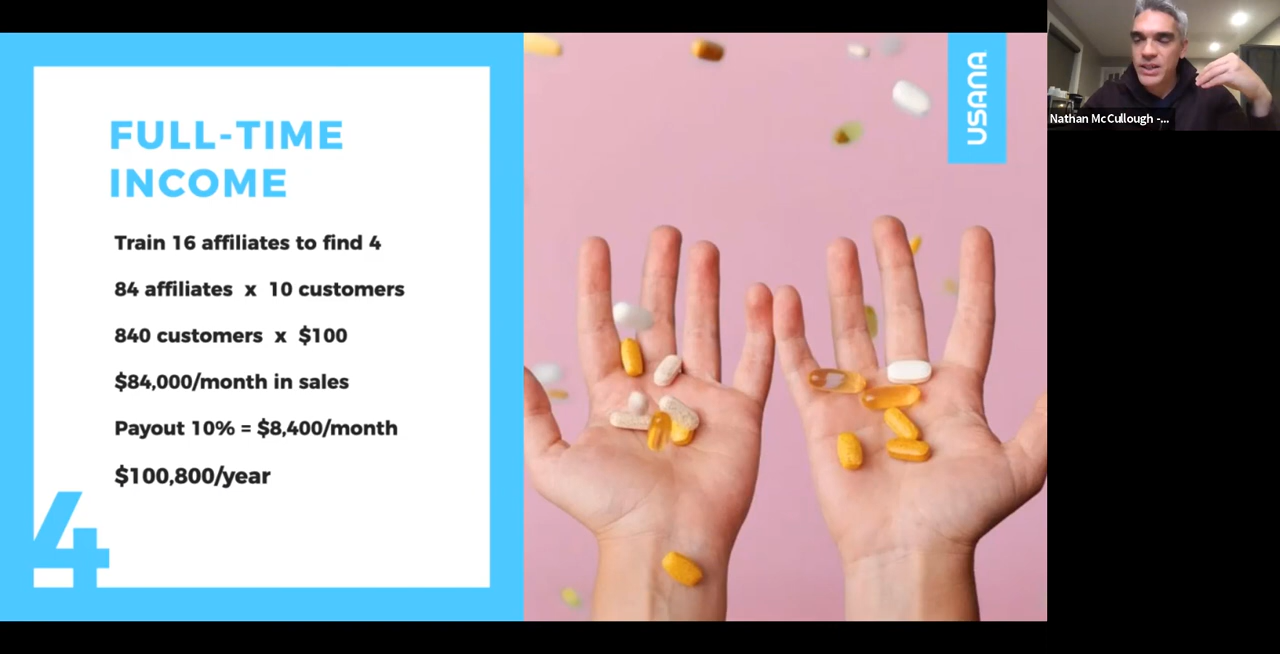 FULL-TIME
INCOME
Train 16 affiliates to find 4
84 affiliates x 10 customers
840 customers x $100
$84,000/month in sales
Payout 10% = $8,400/month
$100,800/year
4
USANA
Nathan McCullough -...